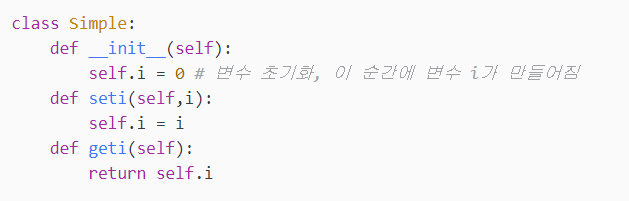 class Simple:
    def __init__(self):
        self.i = 0 # 변수 초기화, 이 순간에 변수 i가 만들어짐
    def seti(self,i):
        self.i = i
    def geti(self):
        return self.i